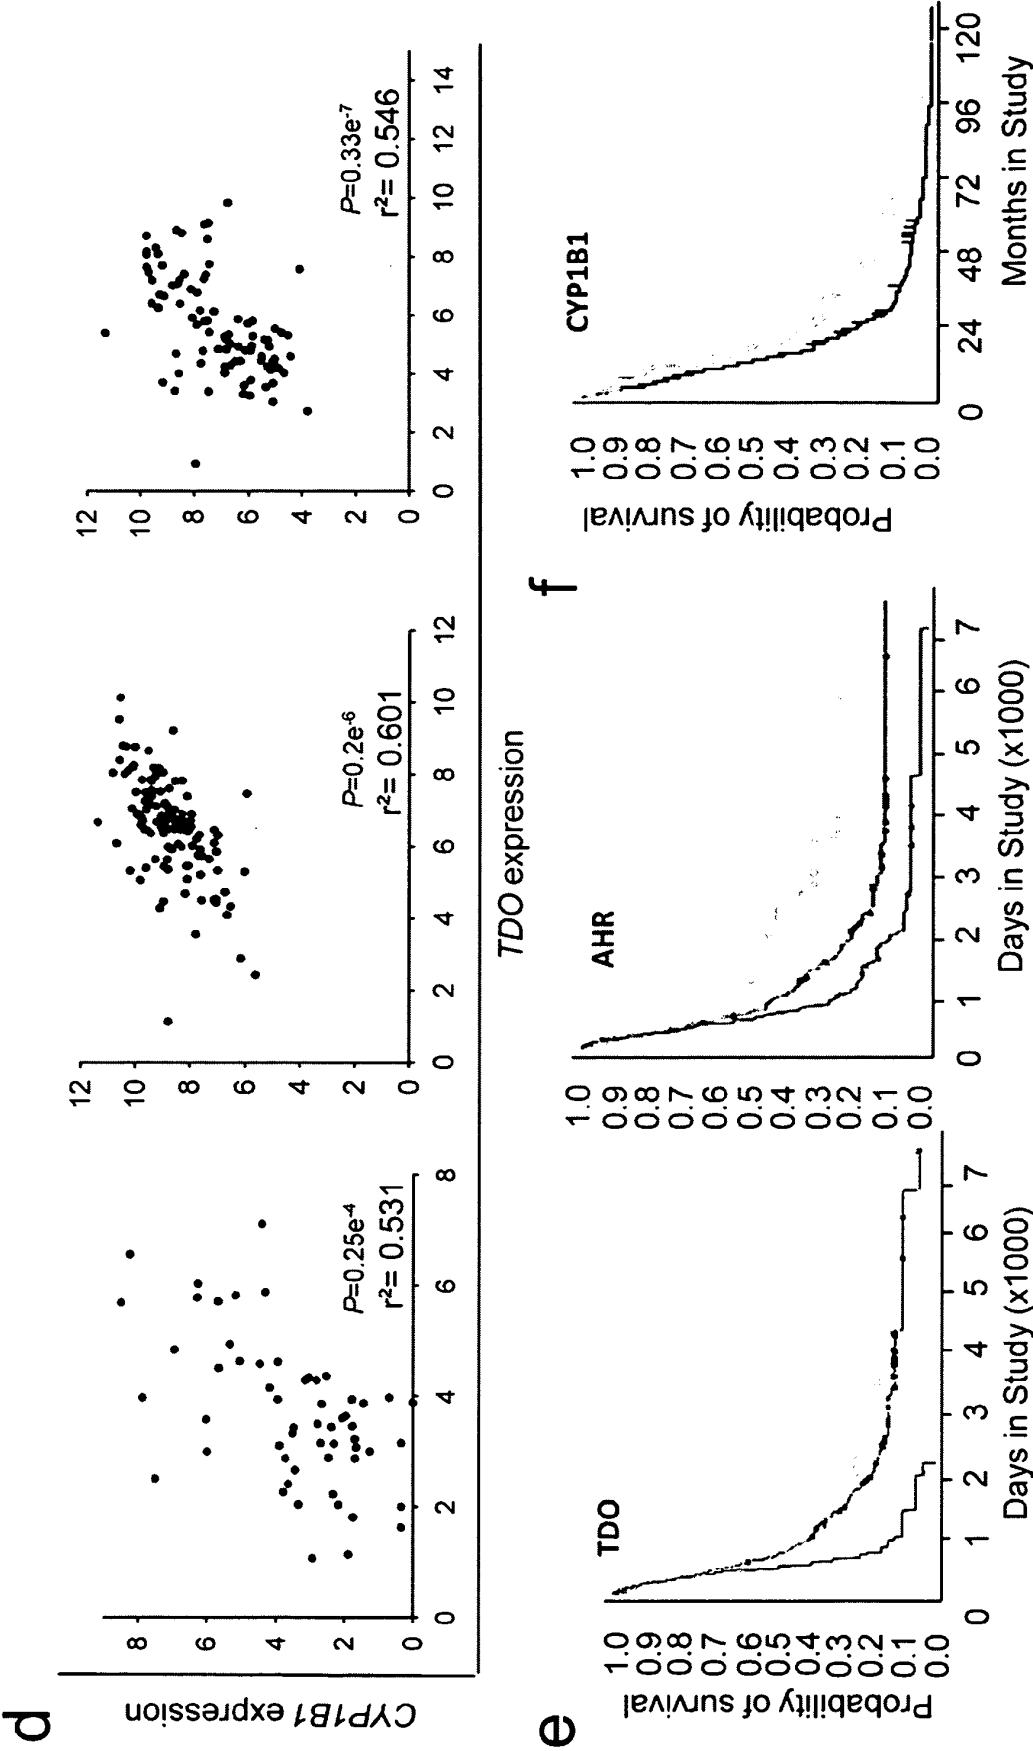 d
CYP1B1 expression
8
6
4
2
0
0 2 4 6 8
P=0.25e-4
r2= 0.531
12
10
8
6
4
2
0
0 2 4 6 8 10 12
P=0.2e-6
r2= 0.601
12
10
8
6
4
2
0
0 2 4 6 8 10 12 14
P=0.33e-7
r2= 0.546
TDO expression
e
TDO
Probability of survival
1.0
0.9
0.8
0.7
0.6
0.5
0.4
0.3
0.2
0.1
0.0
0 1 2 3 4 5 6 7
Days in Study (x1000)
AHR
1.0
0.9
0.8
0.7
0.6
0.5
0.4
0.3
0.2
0.1
0.0
0 1 2 3 4 5 6 7
Days in Study (x1000)
f
CYP1B1
Probability of survival
1.0
0.9
0.8
0.7
0.6
0.5
0.4
0.3
0.2
0.1
0.0
0 24 48 72 96 120
Months in Study